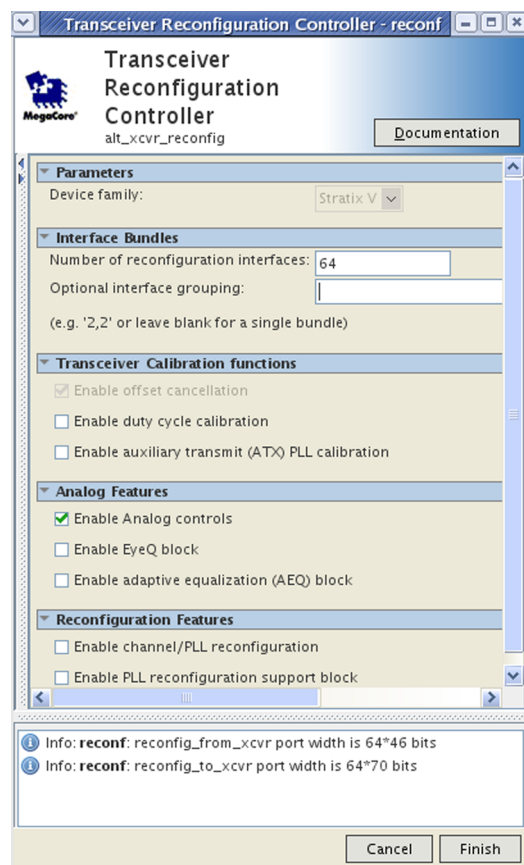 Transceiver Reconfiguration Controller - reconf
Transceiver
Reconfiguration
Controller
alt_xcvr_reconfig
MegaCore®
Documentation
Parameters
Device family:
Stratix V
Interface Bundles
Number of reconfiguration interfaces:
64
Optional interface grouping:
(e.g. '2,2' or leave blank for a single bundle)
Transceiver Calibration functions
Enable offset cancellation
Enable duty cycle calibration
Enable auxiliary transmit (ATX) PLL calibration
Analog Features
Enable Analog controls
Enable EyeQ block
Enable adaptive equalization (AEQ) block
Reconfiguration Features
Enable channel/PLL reconfiguration
Enable PLL reconfiguration support block
Info: reconf: reconfig_from_xcvr port width is 64*46 bits
Info: reconf: reconfig_to_xcvr port width is 64*70 bits
Cancel
Finish